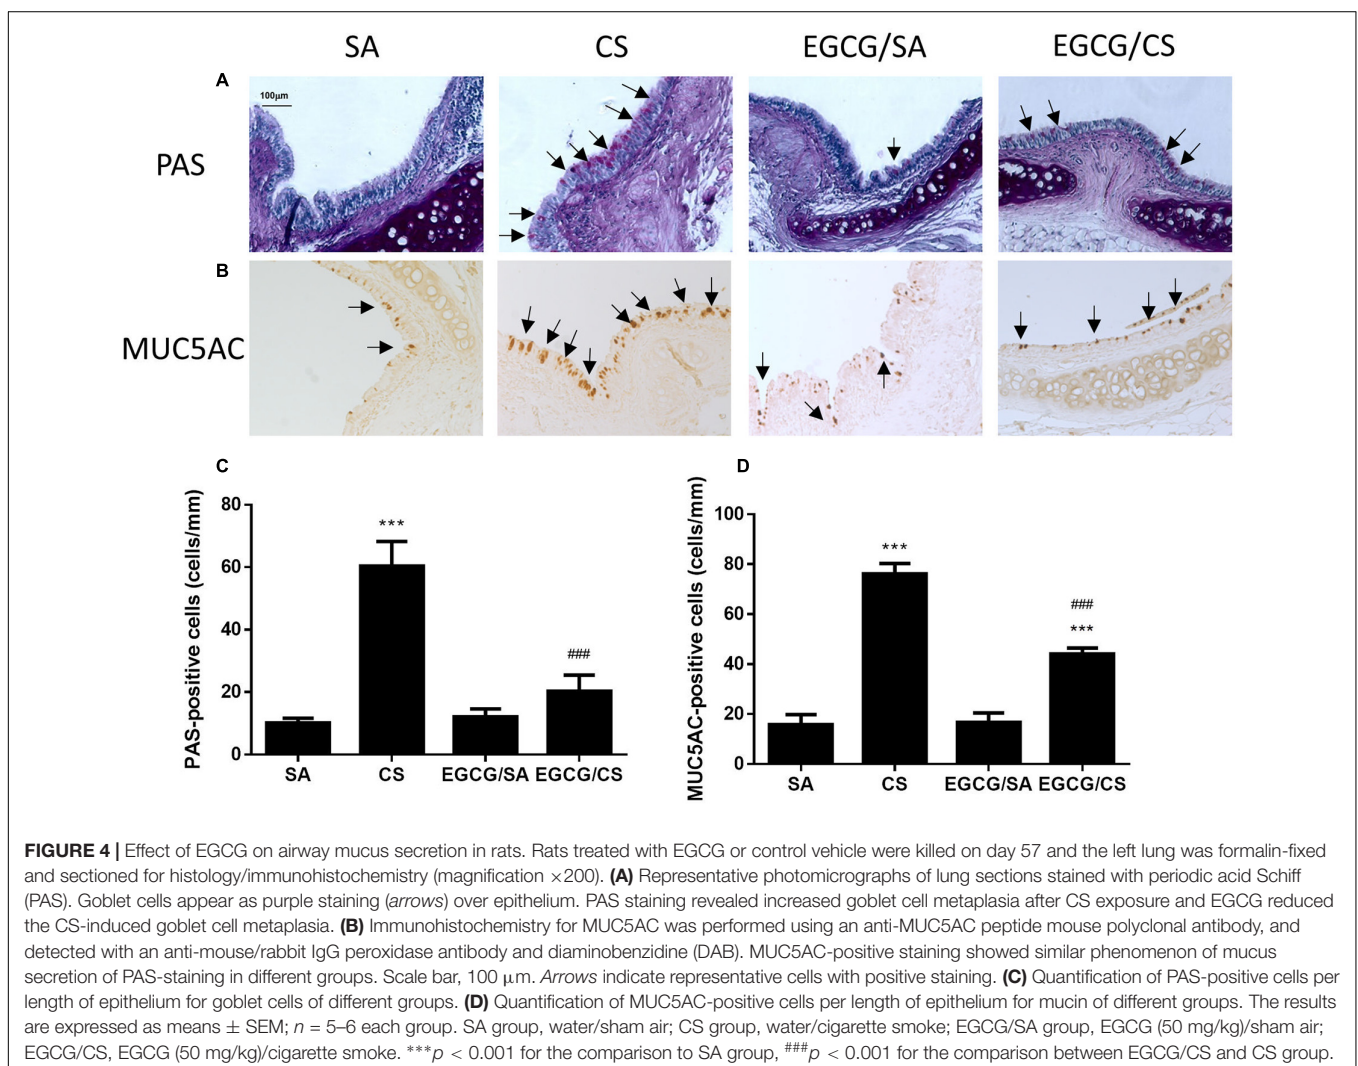 SA CS EGCG/SA EGCG/CS
A
100μm
PAS
B
MUC5AC
C
PAS-positive cells (cells/mm)
80
60
40
20
0
***
###
SA CS EGCG/SA EGCG/CS
D
MUC5AC-positive cells (cells/mm)
100
80
60
40
20
0
***
###
***
SA CS EGCG/SA EGCG/CS
FIGURE 4 | Effect of EGCG on airway mucus secretion in rats. Rats treated with EGCG or control vehicle were killed on day 57 and the left lung was formalin-fixed
and sectioned for histology/immunohistochemistry (magnification ×200). (A) Representative photomicrographs of lung sections stained with periodic acid Schiff
(PAS). Goblet cells appear as purple staining (arrows) over epithelium. PAS staining revealed increased goblet cell metaplasia after CS exposure and EGCG reduced
the CS-induced goblet cell metaplasia. (B) Immunohistochemistry for MUC5AC was performed using an anti-MUC5AC peptide mouse polyclonal antibody, and
detected with an anti-mouse/rabbit IgG peroxidase antibody and diaminobenzidine (DAB). MUC5AC-positive staining showed similar phenomenon of mucus
secretion of PAS-staining in different groups. Scale bar, 100 μm. Arrows indicate representative cells with positive staining. (C) Quantification of PAS-positive cells per
length of epithelium for goblet cells of different groups. (D) Quantification of MUC5AC-positive cells per length of epithelium for mucin of different groups. The results
are expressed as means ± SEM; n = 5–6 each group. SA group, water/sham air; CS group, water/cigarette smoke; EGCG/SA group, EGCG (50 mg/kg)/sham air;
EGCG/CS, EGCG (50 mg/kg)/cigarette smoke. ***p < 0.001 for the comparison to SA group, ###p < 0.001 for the comparison between EGCG/CS and CS group.